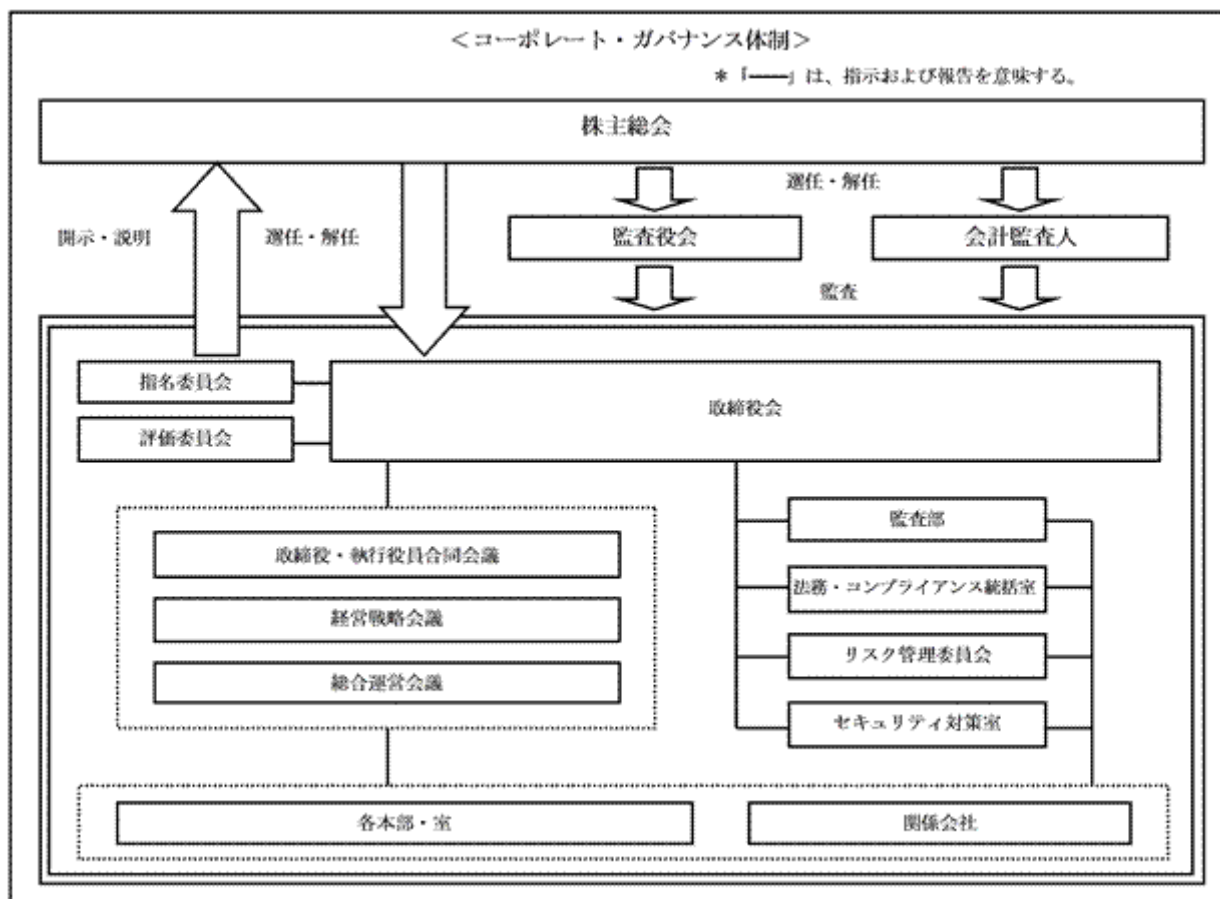 ＜コーポレート・ガバナンス体制＞
＊「――」は、指示および報告を意味する。
株主総会
開示・説明
選任・解任
選任・解任
監査役会
会計監査人
監査
指名委員会
評価委員会
取締役会
取締役・執行役員合同会議
経営戦略会議
総合運営会議
監査部
法務・コンプライアンス統括室
リスク管理委員会
セキュリティ対策室
各本部・室
関係会社